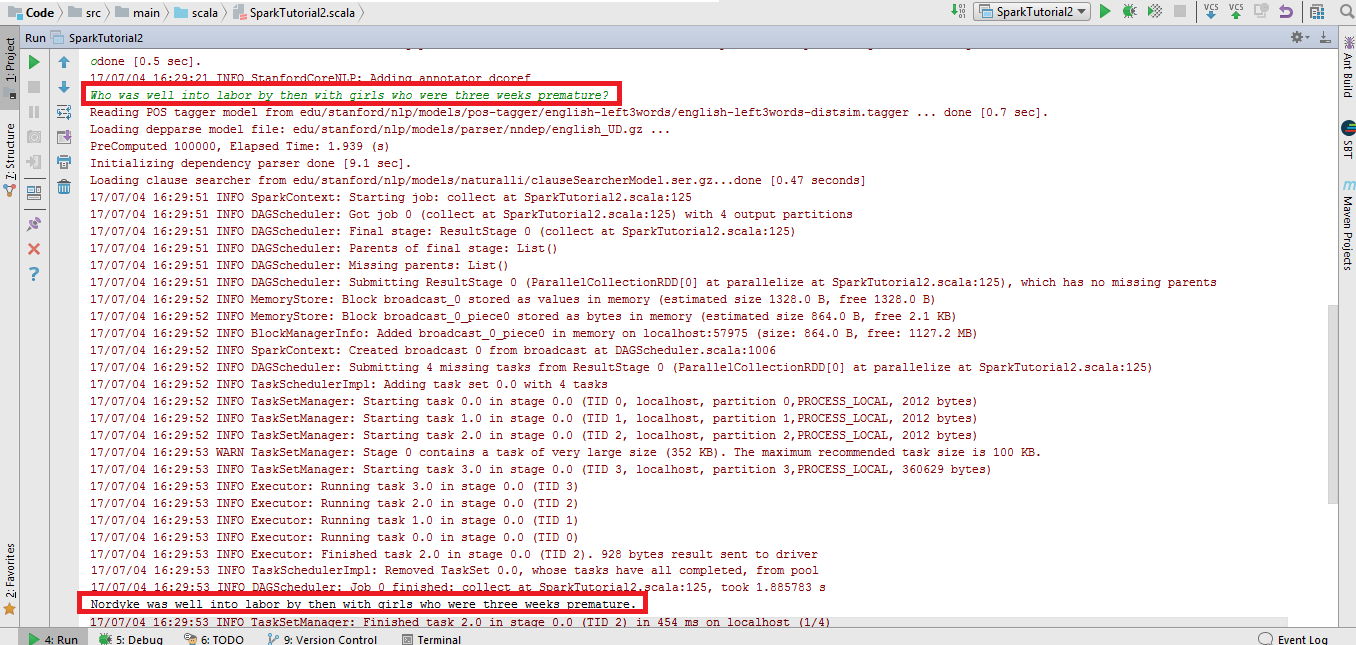 Code src main scala SparkTutorial2.scala
SparkTutorial2
VCS VCS
Run SparkTutorial2
1: Project
7: Structure
2: Favorites
odone [0.5 sec].
17/07/04 16:29:21 INFO StanfordCoreNLP: Adding annotator dcoref
Who was well into labor by then with girls who were three weeks premature?
Reading POS tagger model from edu/stanford/nlp/models/pos-tagger/english-left3words/english-left3words-distsim.tagger ... done [0.7 sec].
Loading depparse model file: edu/stanford/nlp/models/parser/nndep/english_UD.gz ...
PreComputed 100000, Elapsed Time: 1.939 (s)
Initializing dependency parser done [9.1 sec].
Loading clause searcher from edu/stanford/nlp/models/naturalli/clauseSearcherModel.ser.gz...done [0.47 seconds]
17/07/04 16:29:51 INFO SparkContext: Starting job: collect at SparkTutorial2.scala:125
17/07/04 16:29:51 INFO DAGScheduler: Got job 0 (collect at SparkTutorial2.scala:125) with 4 output partitions
17/07/04 16:29:51 INFO DAGScheduler: Final stage: ResultStage 0 (collect at SparkTutorial2.scala:125)
17/07/04 16:29:51 INFO DAGScheduler: Parents of final stage: List()
17/07/04 16:29:51 INFO DAGScheduler: Missing parents: List()
17/07/04 16:29:51 INFO DAGScheduler: Submitting ResultStage 0 (ParallelCollectionRDD[0] at parallelize at SparkTutorial2.scala:125), which has no missing parents
17/07/04 16:29:52 INFO MemoryStore: Block broadcast_0 stored as values in memory (estimated size 1328.0 B, free 1328.0 B)
17/07/04 16:29:52 INFO MemoryStore: Block broadcast_0_piece0 stored as bytes in memory (estimated size 864.0 B, free 2.1 KB)
17/07/04 16:29:52 INFO BlockManagerInfo: Added broadcast_0_piece0 in memory on localhost:57975 (size: 864.0 B, free: 1127.2 MB)
17/07/04 16:29:52 INFO SparkContext: Created broadcast 0 from broadcast at DAGScheduler.scala:1006
17/07/04 16:29:52 INFO DAGScheduler: Submitting 4 missing tasks from ResultStage 0 (ParallelCollectionRDD[0] at parallelize at SparkTutorial2.scala:125)
17/07/04 16:29:52 INFO TaskSchedulerImpl: Adding task set 0.0 with 4 tasks
17/07/04 16:29:52 INFO TaskSetManager: Starting task 0.0 in stage 0.0 (TID 0, localhost, partition 0,PROCESS_LOCAL, 2012 bytes)
17/07/04 16:29:52 INFO TaskSetManager: Starting task 1.0 in stage 0.0 (TID 1, localhost, partition 1,PROCESS_LOCAL, 2012 bytes)
17/07/04 16:29:52 INFO TaskSetManager: Starting task 2.0 in stage 0.0 (TID 2, localhost, partition 2,PROCESS_LOCAL, 2012 bytes)
17/07/04 16:29:53 WARN TaskSetManager: Stage 0 contains a task of very large size (352 KB). The maximum recommended task size is 100 KB.
17/07/04 16:29:53 INFO TaskSetManager: Starting task 3.0 in stage 0.0 (TID 3, localhost, partition 3,PROCESS_LOCAL, 360629 bytes)
17/07/04 16:29:53 INFO Executor: Running task 3.0 in stage 0.0 (TID 3)
17/07/04 16:29:53 INFO Executor: Running task 2.0 in stage 0.0 (TID 2)
17/07/04 16:29:53 INFO Executor: Running task 1.0 in stage 0.0 (TID 1)
17/07/04 16:29:53 INFO Executor: Running task 0.0 in stage 0.0 (TID 0)
17/07/04 16:29:53 INFO Executor: Finished task 2.0 in stage 0.0 (TID 2). 928 bytes result sent to driver
17/07/04 16:29:53 INFO TaskSchedulerImpl: Removed TaskSet 0.0, whose tasks have all completed, from pool
17/07/04 16:29:53 INFO DAGScheduler: Job 0 finished: collect at SparkTutorial2.scala:125, took 1.885783 s
Nordyke was well into labor by then with girls who were three weeks premature.
17/07/04 16:29:53 INFO TaskSetManager: Finished task 2.0 in stage 0.0 (TID 2) in 454 ms on localhost (1/4)
Ant Build
SBT
Maven Projects
4: Run 5: Debug 6: TODO 9: Version Control Terminal Event Log